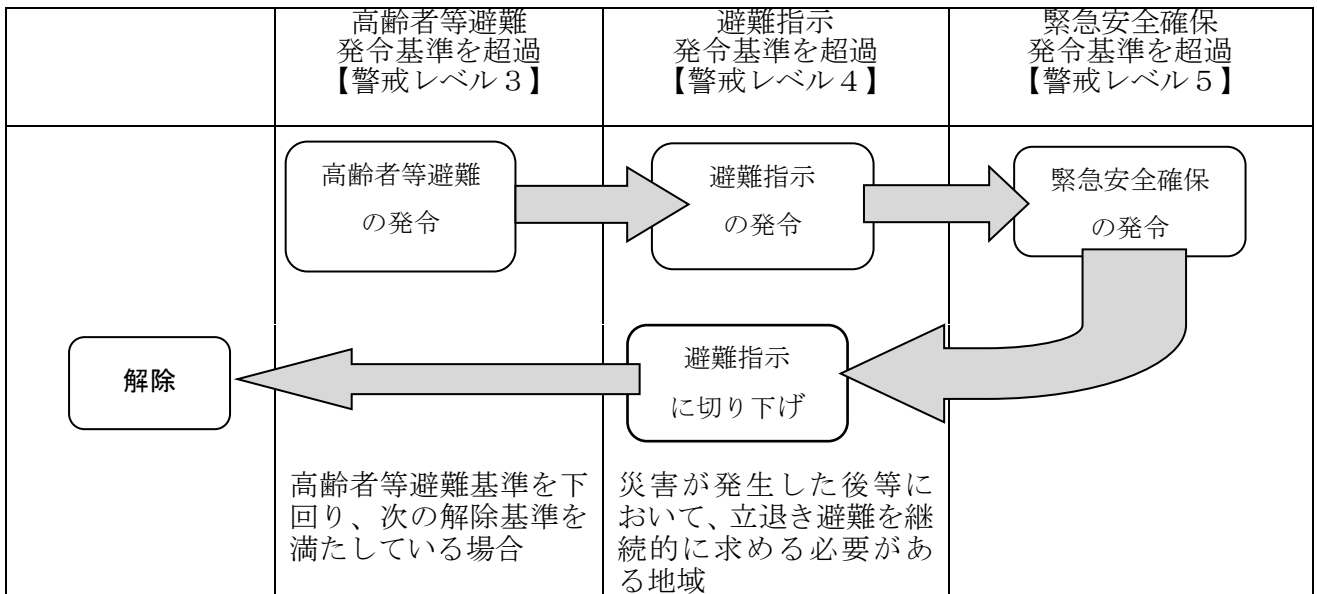 高齢者等避難
発令基準を超過
【警戒レベル３】
避難指示
発令基準を超過
【警戒レベル４】
緊急安全確保
発令基準を超過
【警戒レベル５】
高齢者等避難
の発令
避難指示
の発令
緊急安全確保
の発令
解除
避難指示
に切り下げ
高齢者等避難基準を下
回り、次の解除基準を
満たしている場合
災害が発生した後等に
おいて、立退き避難を継
続的に求める必要があ
る地域